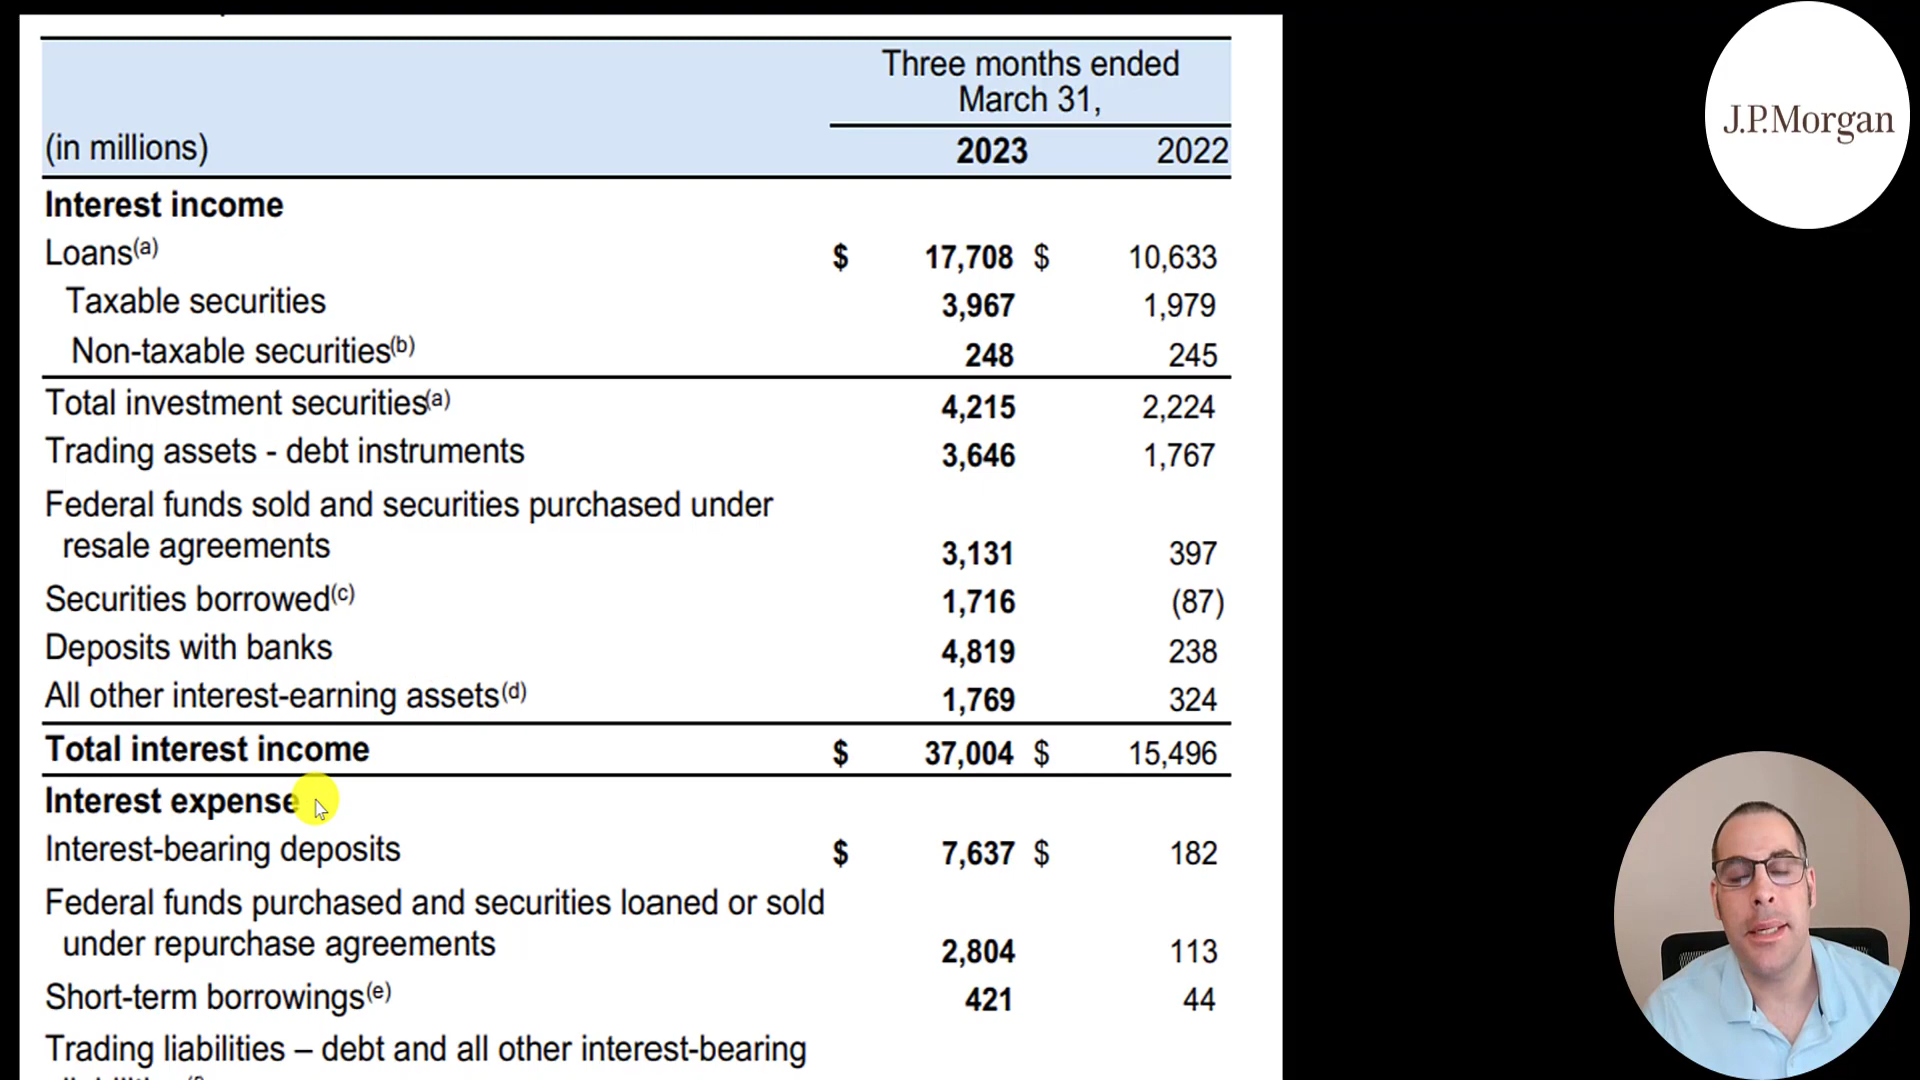 Three months ended
March 31,
(in millions) 2023 2022
Interest income
Loans(a) $ 17,708 $ 10,633
Taxable securities 3,967 1,979
Non-taxable securities(b) 248 245
Total investment securities(a) 4,215 2,224
Trading assets - debt instruments 3,646 1,767
Federal funds sold and securities purchased under
resale agreements 3,131 397
Securities borrowed(c) 1,716 (87)
Deposits with banks 4,819 238
All other interest-earning assets(d) 1,769 324
Total interest income $ 37,004 $ 15,496
Interest expense
Interest-bearing deposits $ 7,637 $ 182
Federal funds purchased and securities loaned or sold
under repurchase agreements 2,804 113
Short-term borrowings(e) 421 44
Trading liabilities – debt and all other interest-bearing
J.P.Morgan